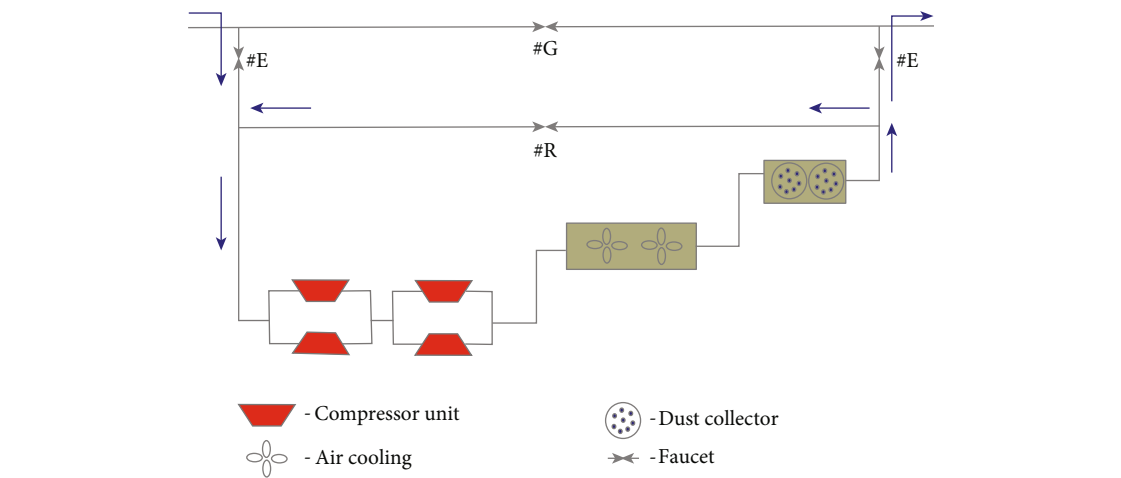 #G
#E
#E
#R
- Compressor unit
- Dust collector
- Air cooling
- Faucet